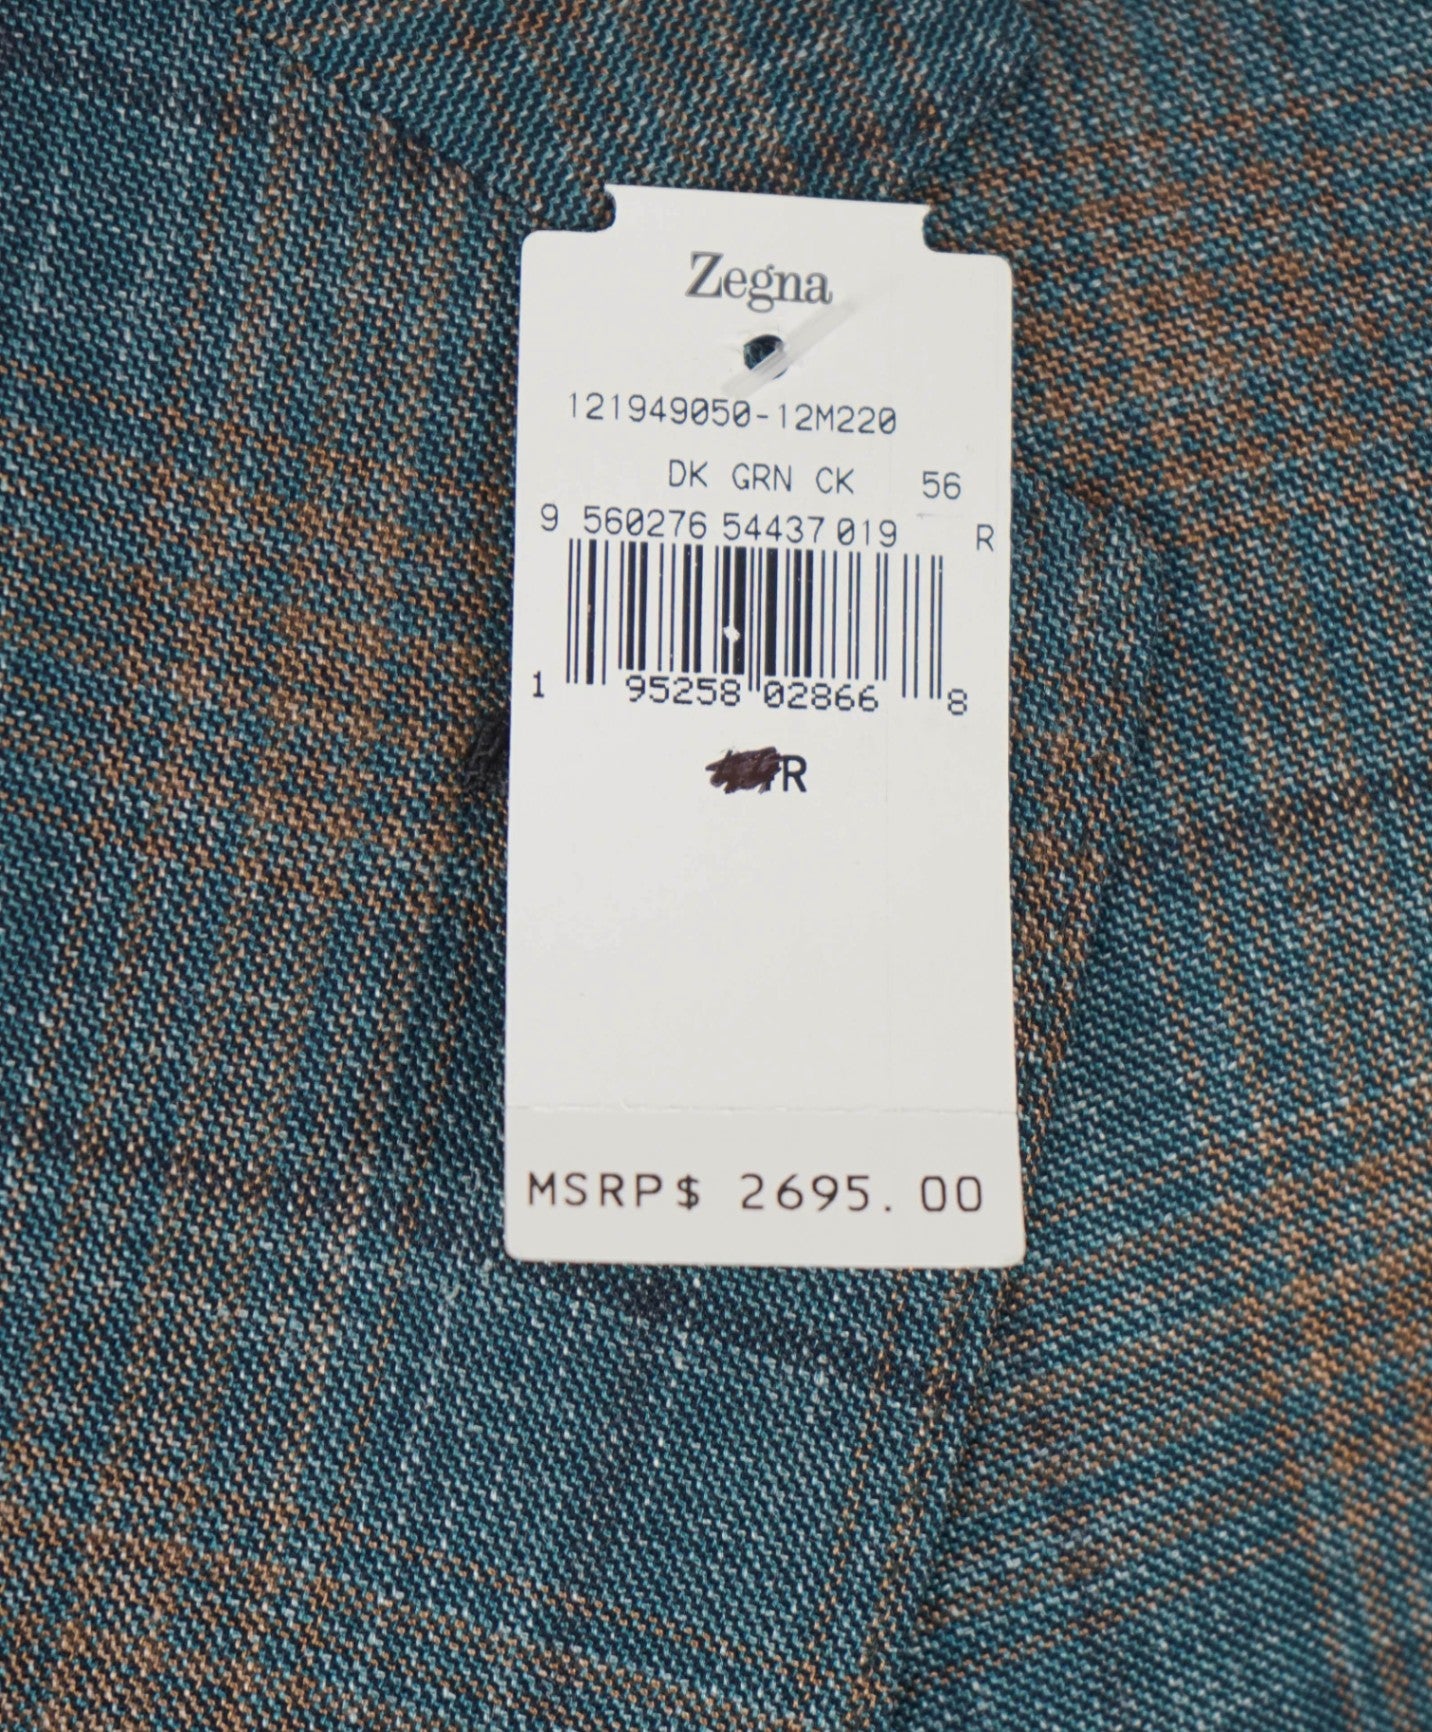 Zegna
121949050-12M220
DK GRN CK 56
9 560276 54437 019 R
1 95258 02866 8
R
MSRP$ 2695.00